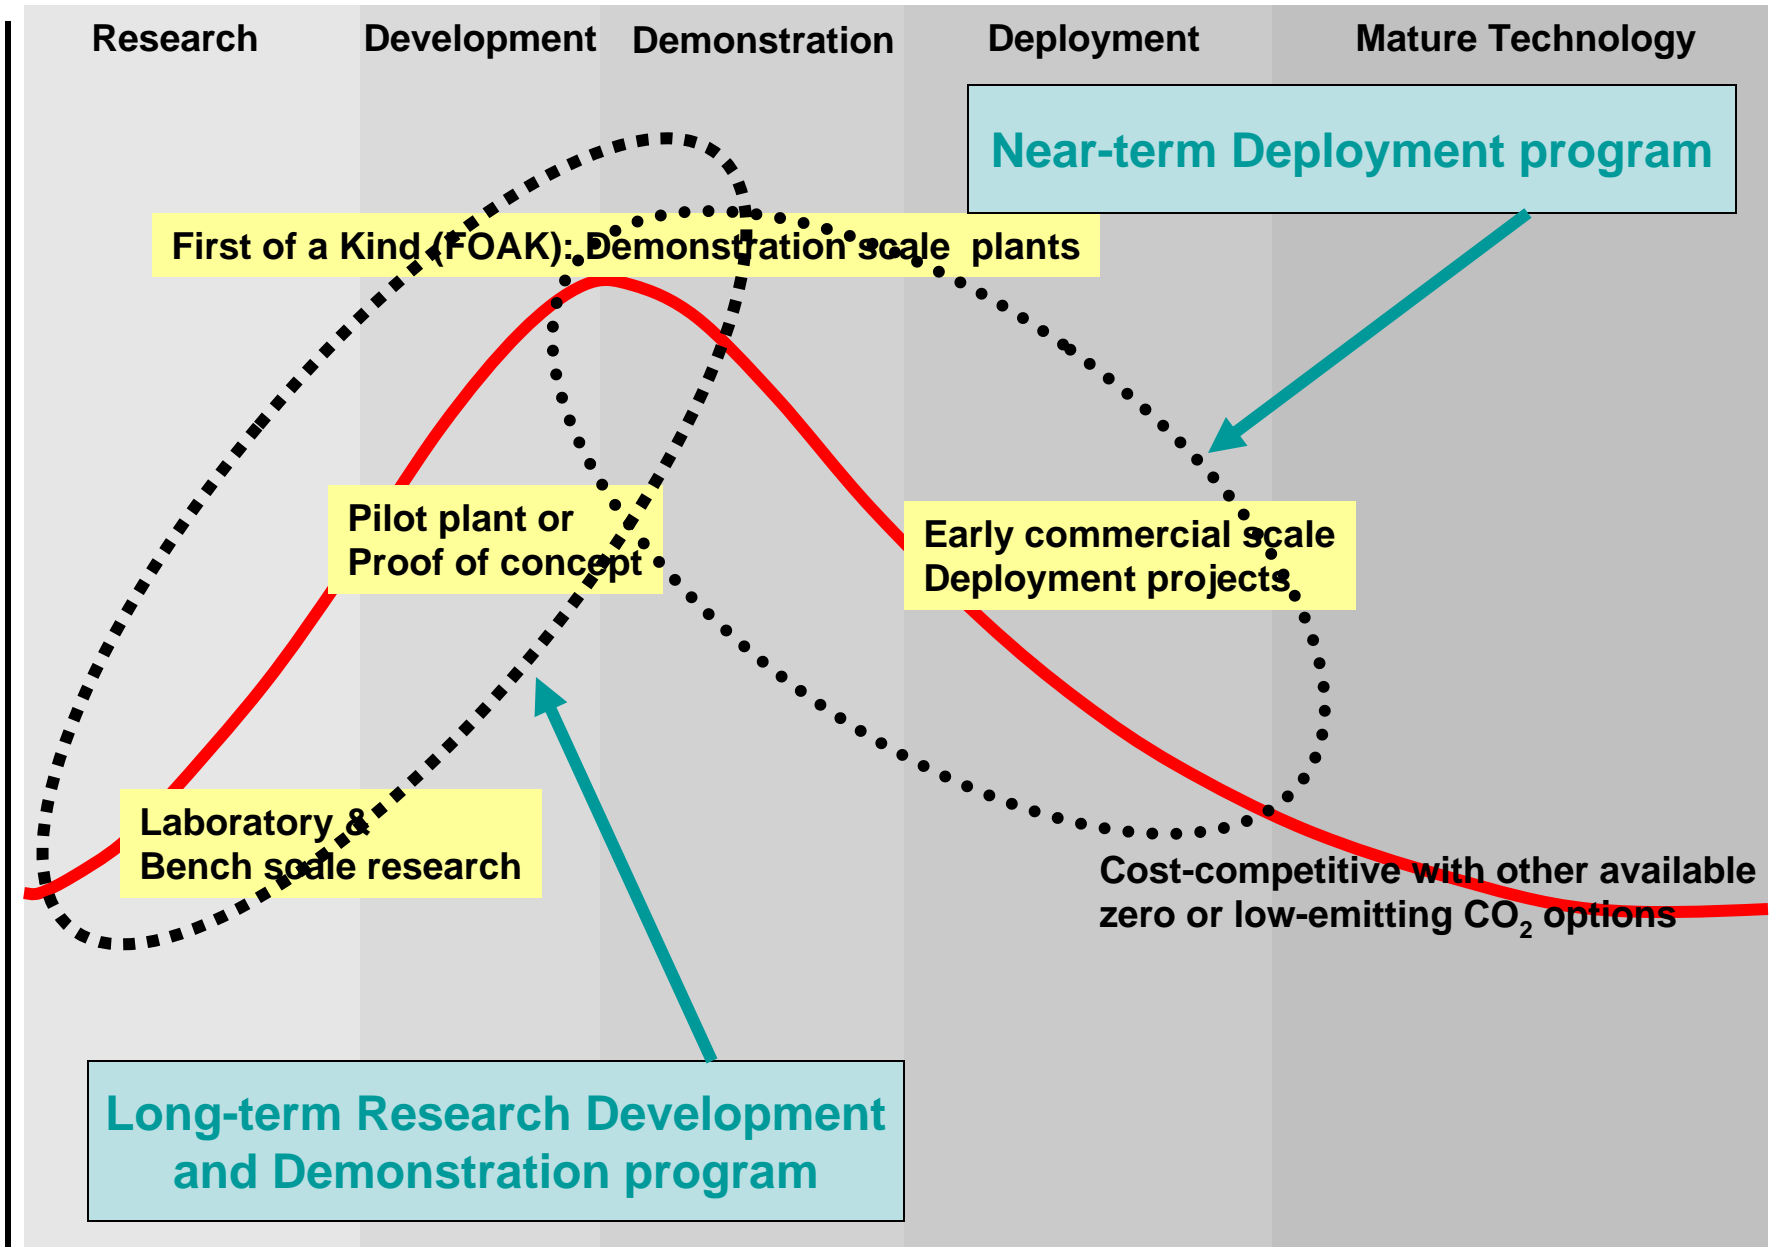 Research
Development
Demonstration
Deployment
Mature Technology
Near-term Deployment program
First of a Kind (FOAK): Demonstration scale plants
Pilot plant or
Proof of concept
Early commercial scale
Deployment projects
Laboratory &
Bench scale research
Cost-competitive with other available
zero or low-emitting CO₂ options
Long-term Research Development
and Demonstration program